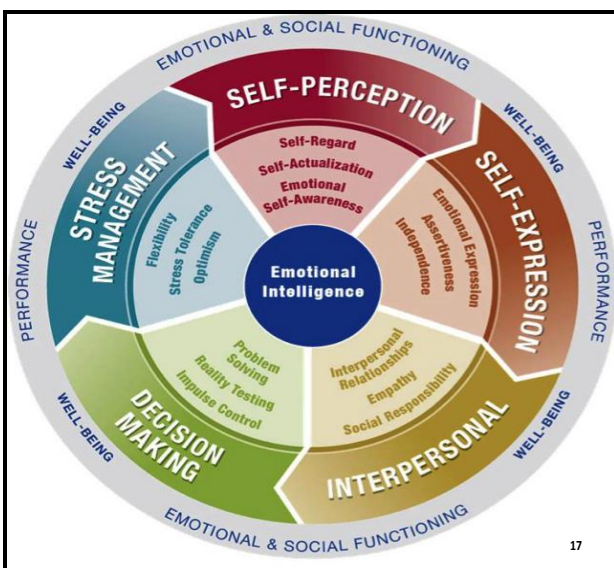 EMOTIONAL & SOCIAL FUNCTIONING
WELL-BEING
WELL-BEING
PERFORMANCE
PERFORMANCE
WELL-BEING
WELL-BEING
EMOTIONAL & SOCIAL FUNCTIONING
SELF-PERCEPTION
Self-Regard
Self-Actualization
Emotional
Self-Awareness
SELF-EXPRESSION
Emotional Expression
Assertiveness
Independence
INTERPERSONAL
Interpersonal
Relationships
Empathy
Social Responsibility
DECISION
MAKING
Problem
Solving
Reality Testing
Impulse Control
STRESS
MANAGEMENT
Flexibility
Stress Tolerance
Optimism
Emotional
Intelligence
17